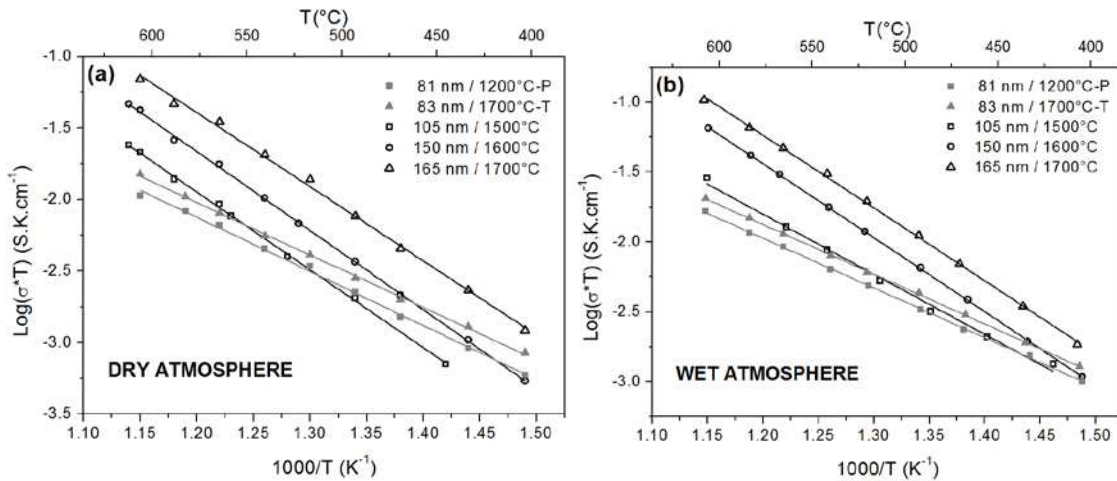 T(°C)
600 550 500 450 400
(a)
81 nm / 1200°C-P
83 nm / 1700°C-T
105 nm / 1500°C
150 nm / 1600°C
165 nm / 1700°C
-1.0
-1.5
-2.0
-2.5
-3.0
-3.5
Log(σ*T) (S.K.cm⁻¹)
DRY ATMOSPHERE
1.10 1.15 1.20 1.25 1.30 1.35 1.40 1.45 1.50
1000/T (K⁻¹)
T(°C)
600 550 500 450 400
(b)
81 nm / 1200°C-P
83 nm / 1700°C-T
105 nm / 1500°C
150 nm / 1600°C
165 nm / 1700°C
-1.0
-1.5
-2.0
-2.5
-3.0
Log(σ*T) (S.K.cm⁻¹)
WET ATMOSPHERE
1.10 1.15 1.20 1.25 1.30 1.35 1.40 1.45 1.50
1000/T (K⁻¹)